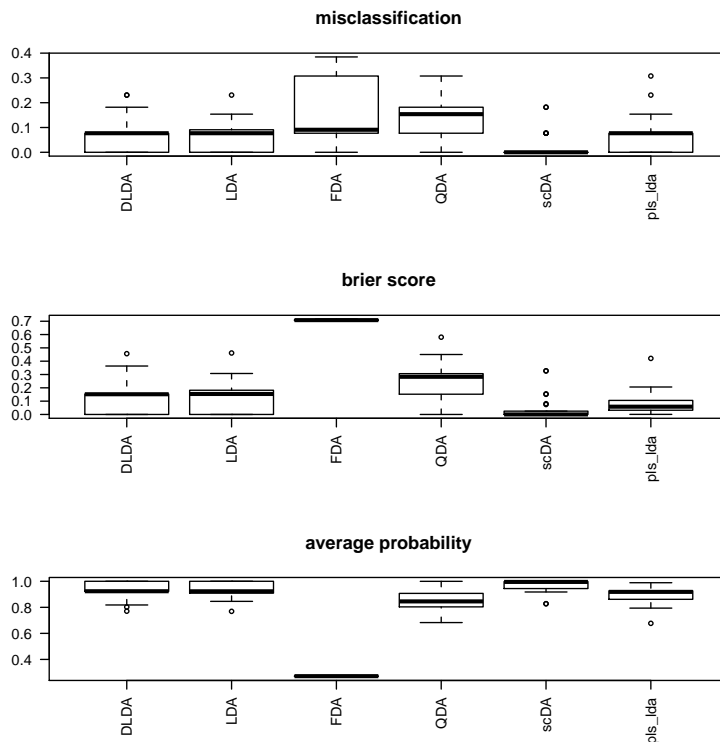 misclassification
0.4
0.3
0.2
0.1
0.0
DLDA
LDA
FDA
QDA
scDA
pls_lda
brier score
0.7
0.6
0.5
0.4
0.3
0.2
0.1
0.0
DLDA
LDA
FDA
QDA
scDA
pls_lda
average probability
1.0
0.8
0.6
0.4
DLDA
LDA
FDA
QDA
scDA
pls_lda